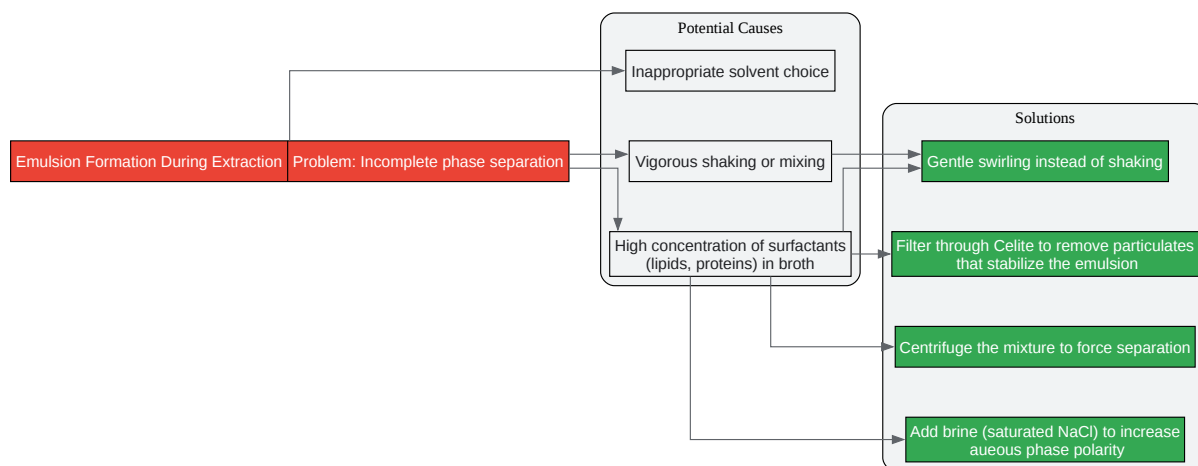 Potential Causes
Inappropriate solvent choice
Solutions
Emulsion Formation During Extraction
Problem: Incomplete phase separation
Vigorous shaking or mixing
Gentle swirling instead of shaking
High concentration of surfactants
(lipids, proteins) in broth
Filter through Celite to remove particulates
that stabilize the emulsion
Centrifuge the mixture to force separation
Add brine (saturated NaCl) to increase
aueous phase polarity